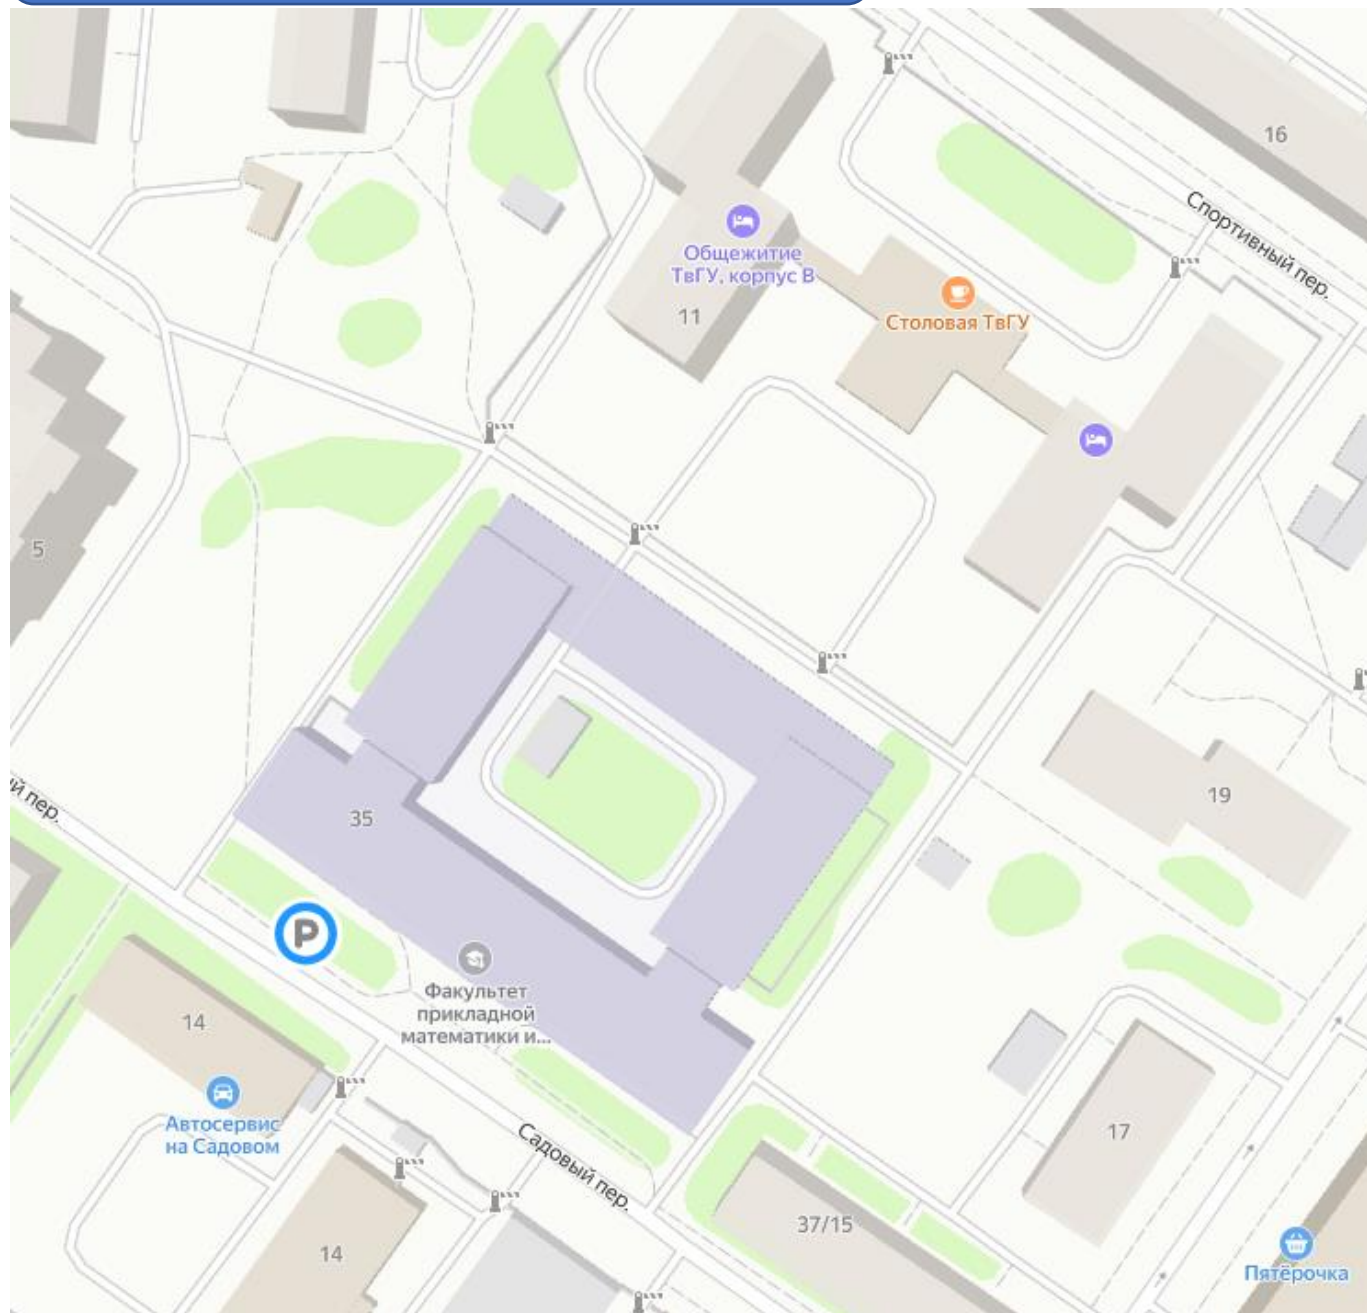 16
Спортивный пер.
Общежитие
ТвГУ, корпус В
11
Столовая ТвГУ
5
19
35
й пер.
P
Факультет
прикладной
математики и...
14
Автосервис
на Садовом
Садовый пер.
17
37/15
14
Пятёрочка